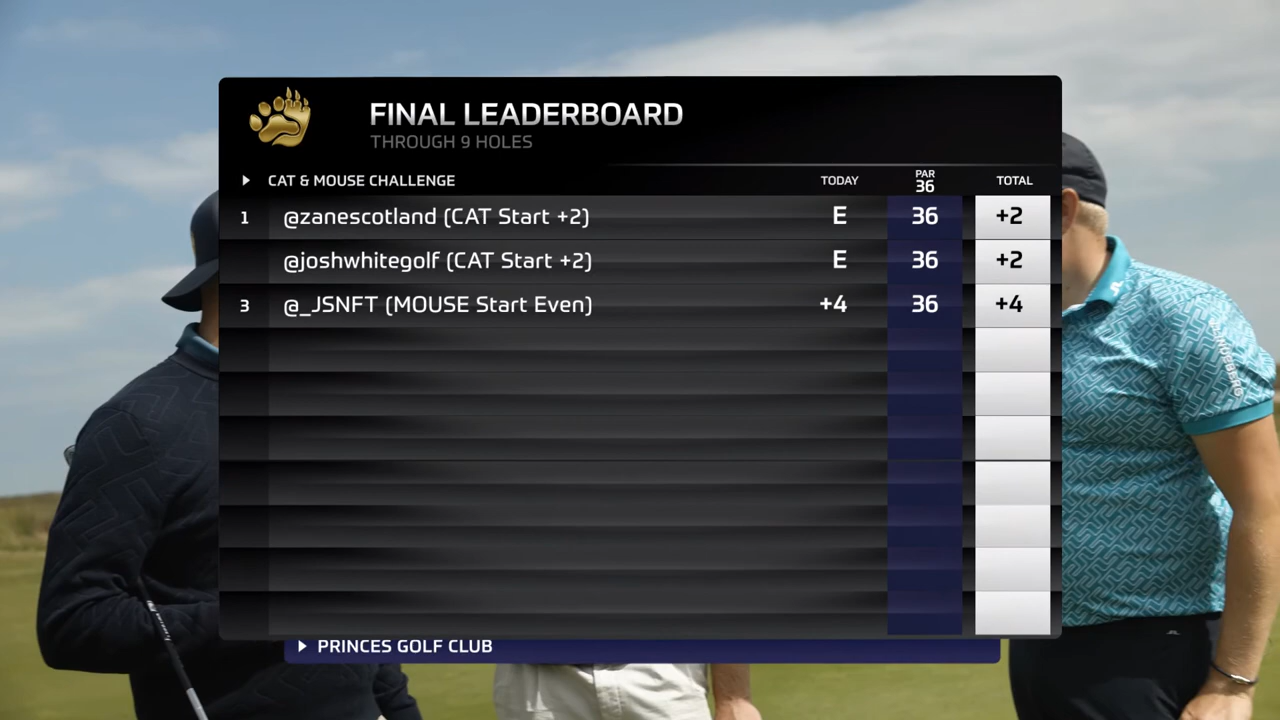 FINAL LEADERBOARD
THROUGH 9 HOLES
CAT & MOUSE CHALLENGE TODAY PAR 36 TOTAL
1 @zanescotland (CAT Start +2) E 36 +2
@joshwhitegolf (CAT Start +2) E 36 +2
3 @_JSNFT (MOUSE Start Even) +4 36 +4
PRINCES GOLF CLUB
J.LINDEBERG